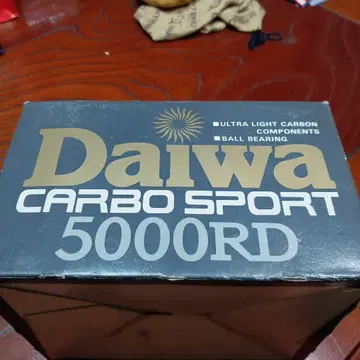 ■ULTRA LIGHT CARBON
COMPONENTS
■BALL BEARING
Daiwa
CARBO SPORT
5000RD